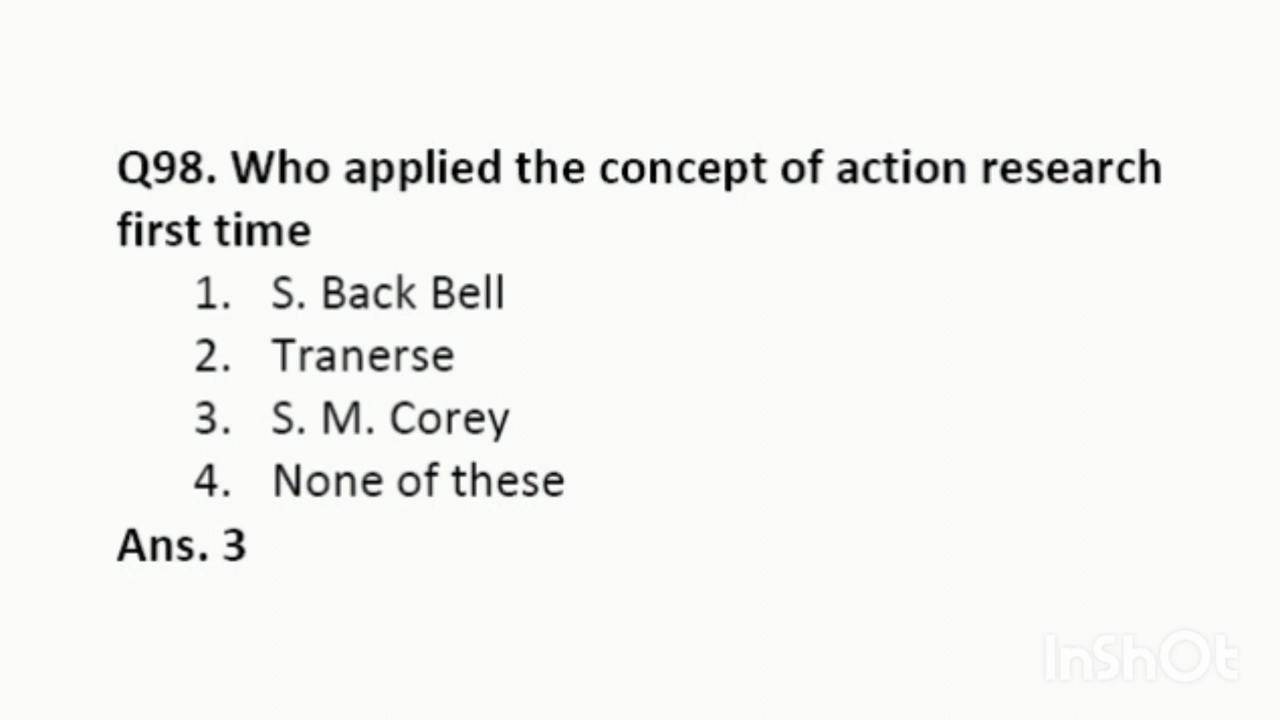 Q98. Who applied the concept of action research
first time
1. S. Back Bell
2. Tranerse
3. S. M. Corey
4. None of these
Ans. 3
InShOt